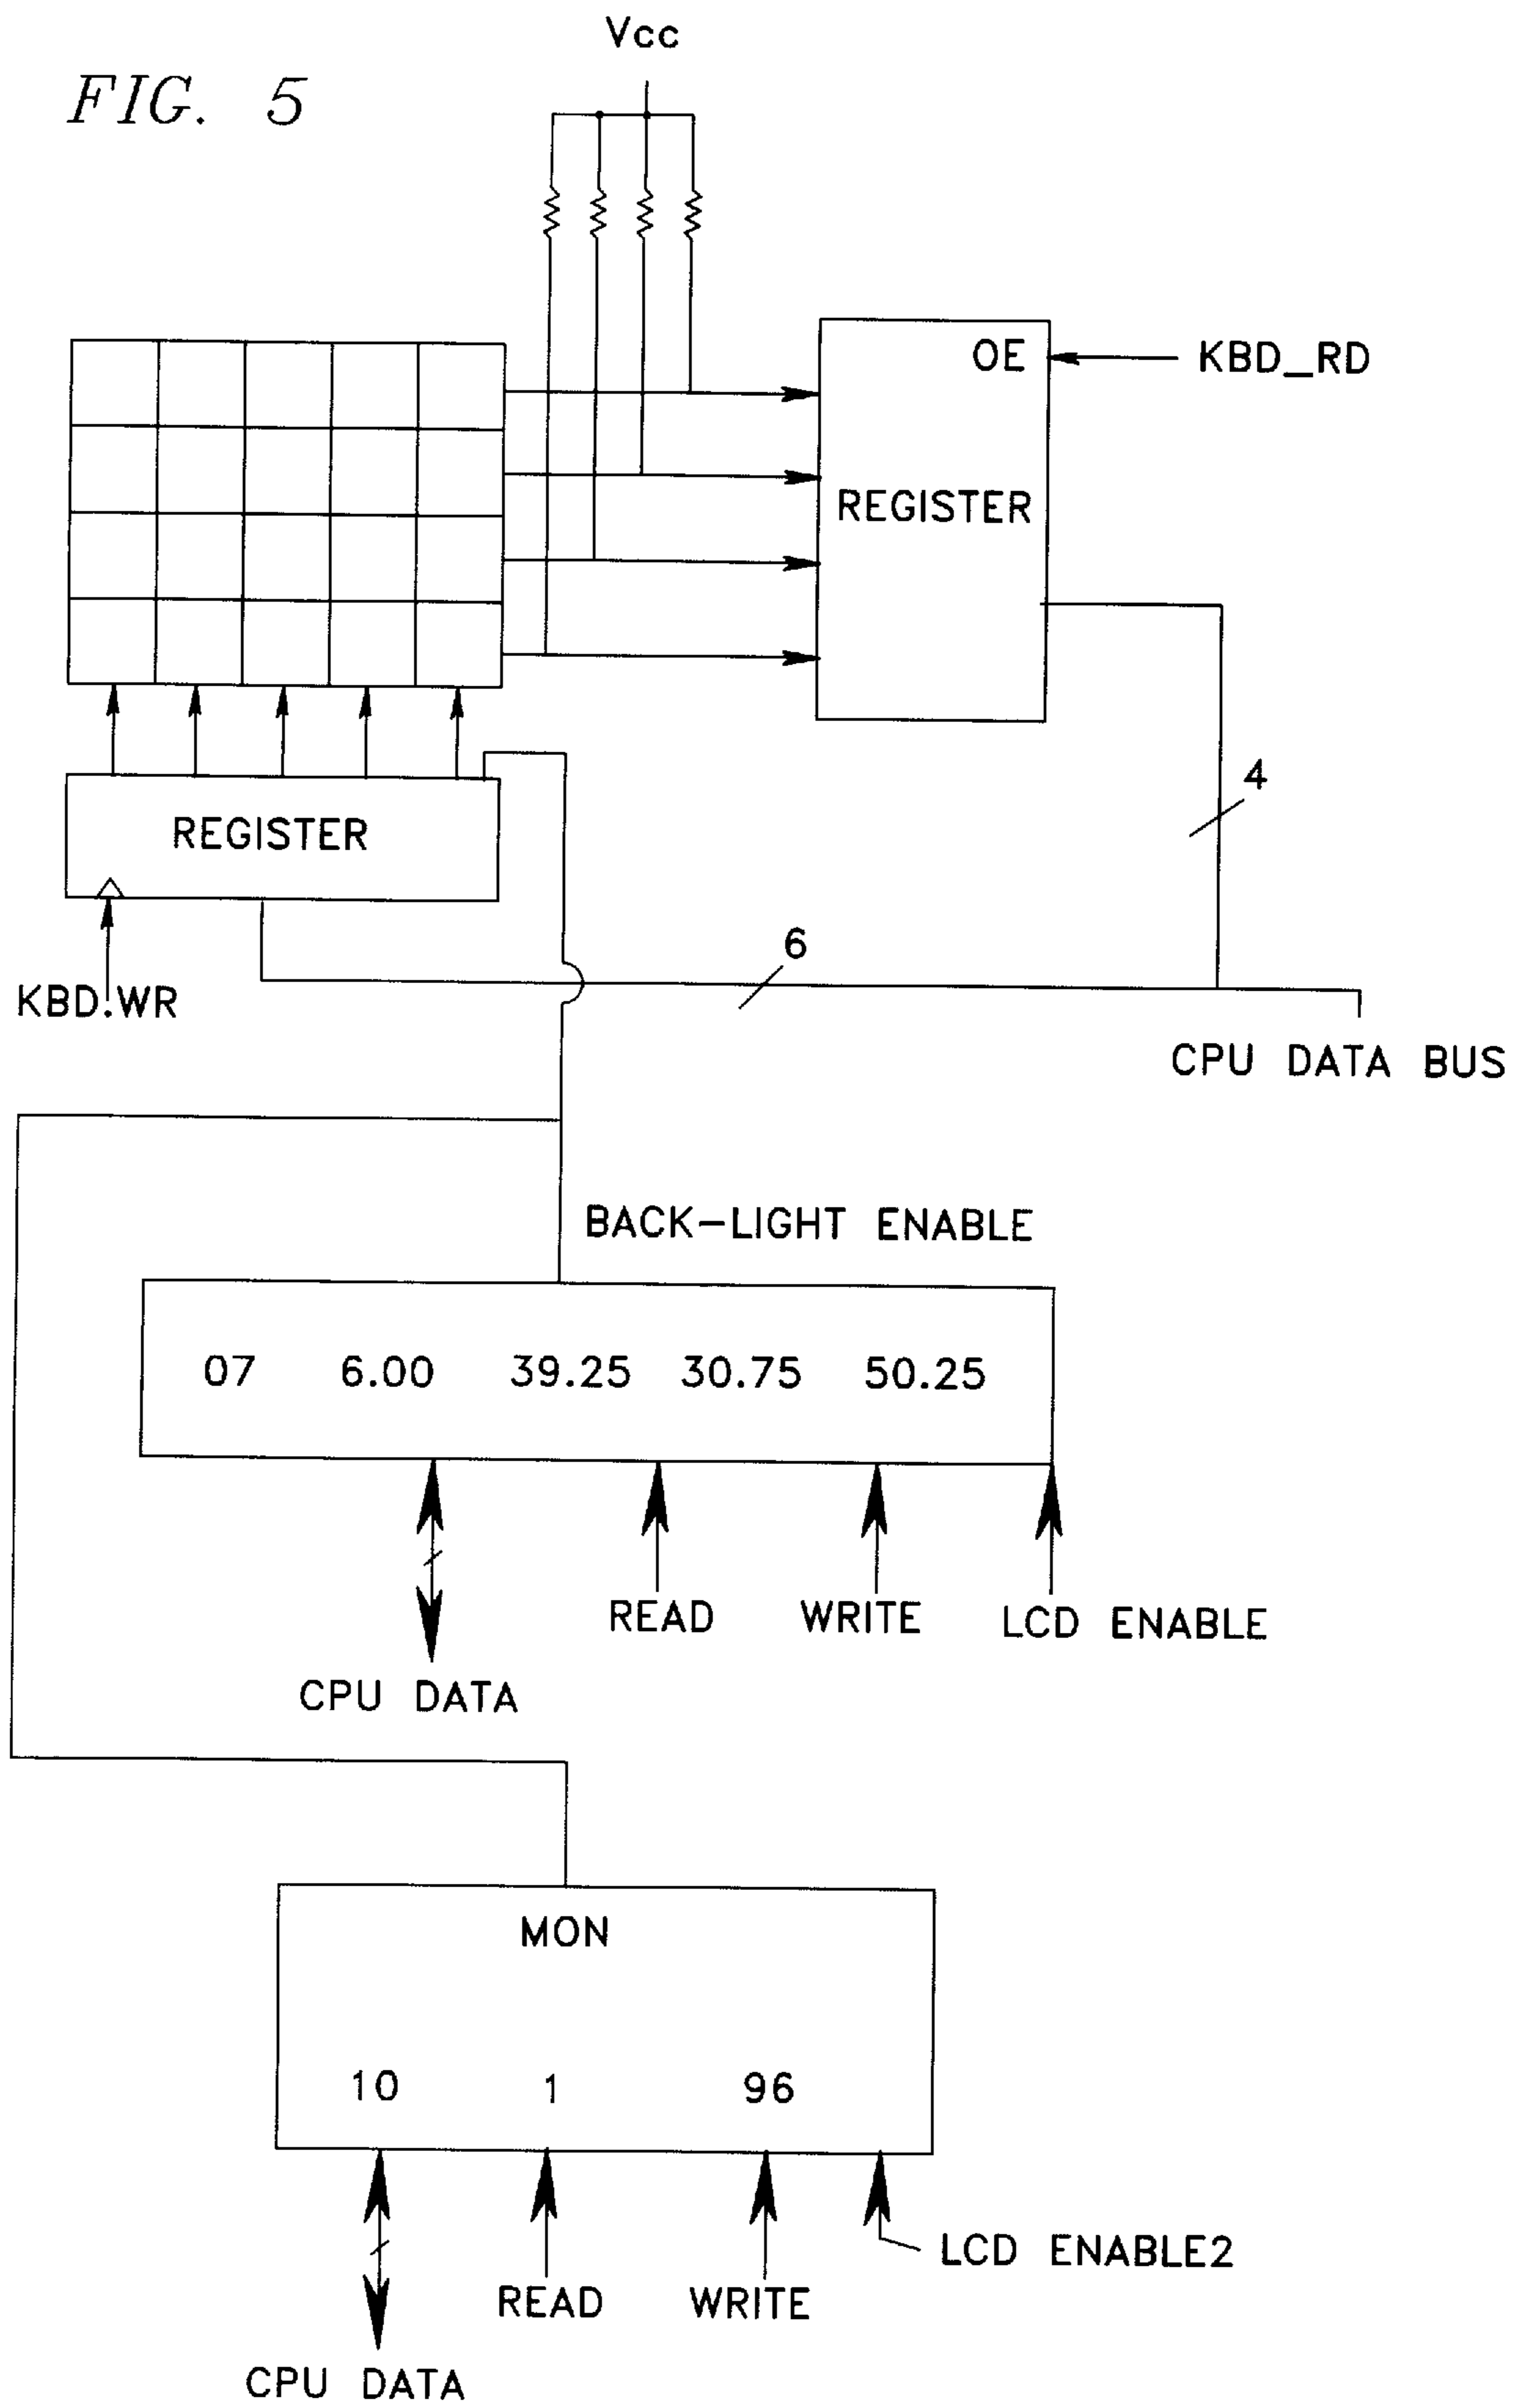 Vcc
FIG. 5
OE
KBD_RD
REGISTER
4
REGISTER
6
KBD.WR
CPU DATA BUS
BACK-LIGHT ENABLE
07 6.00 39.25 30.75 50.25
READ WRITE LCD ENABLE
CPU DATA
MON
10 1 96
LCD ENABLE2
READ WRITE
CPU DATA